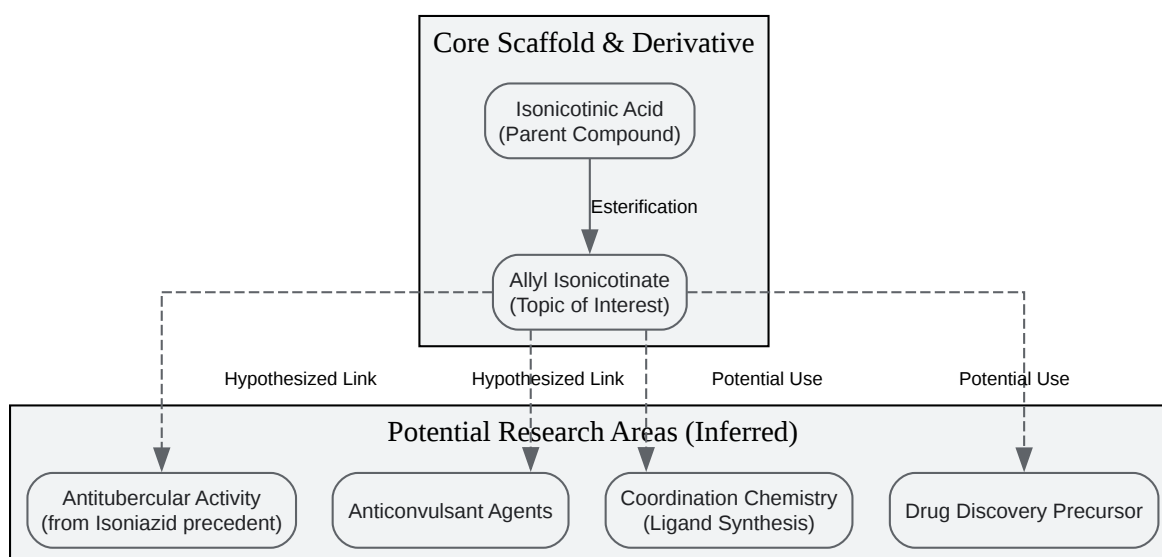 Core Scaffold & Derivative
Isonicotinic Acid
(Parent Compound)
Esterification
Allyl Isonicotinate
(Topic of Interest)
Hypothesized Link
Hypothesized Link
Potential Use
Potential Use
Potential Research Areas (Inferred)
Antitubercular Activity
(from Isoniazid precedent)
Anticonvulsant Agents
Coordination Chemistry
(Ligand Synthesis)
Drug Discovery Precursor